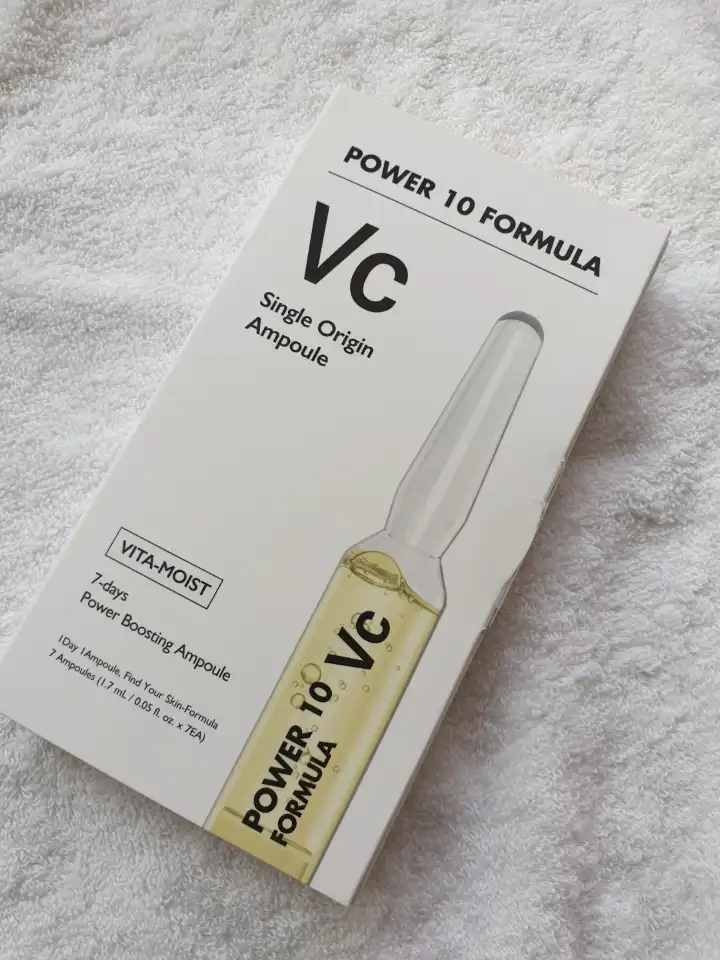 POWER 10 FORMULA
Vc
Single Origin
Ampoule
VITA-MOIST
7-days
Power Boosting Ampoule
1Day 1Ampoule, Find Your Skin-Formula
7 Ampoules (1.7 mL / 0.05 fl. oz. x 7EA)
POWER 10 Vc
FORMULA